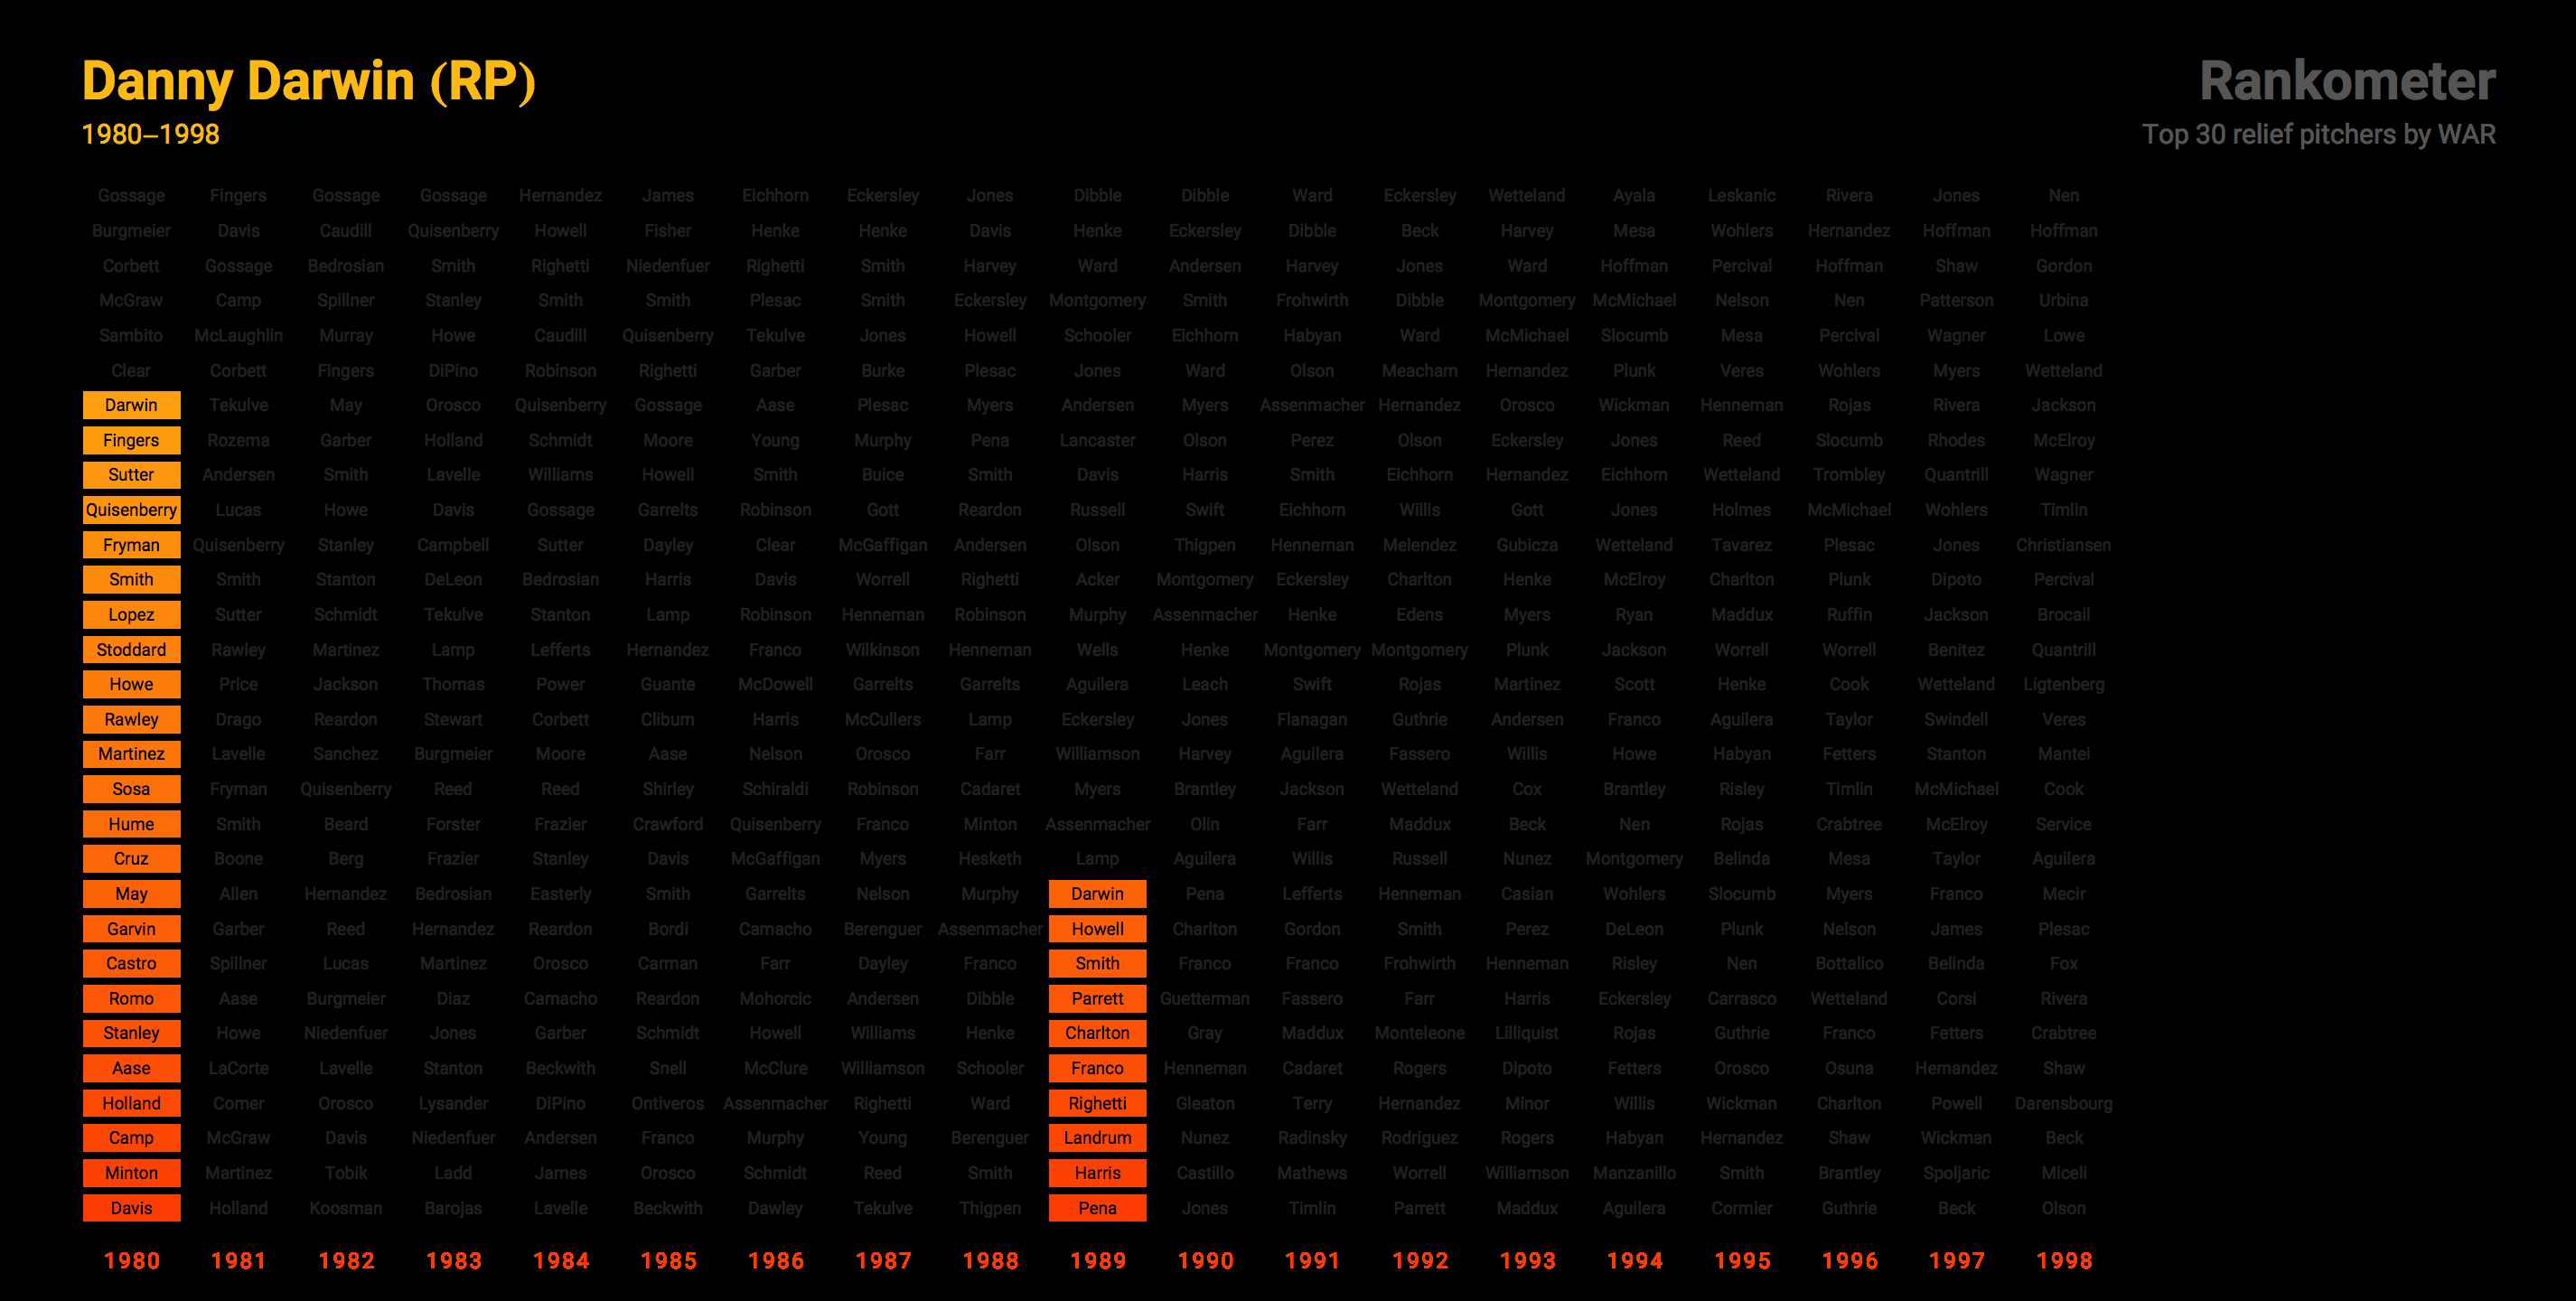 Danny Darwin (RP) Rankometer
1980–1998 Top 30 relief pitchers by WAR
Gossage Fingers Gossage Gossage Hernandez James Eichhorn Eckersley Jones Dibble Dibble Ward Eckersley Wetteland Ayala Leskanic Rivera Jones Nen
Burgmeier Davis Caudill Quisenberry Howell Fisher Henke Henke Davis Henke Eckersley Dibble Beck Harvey Mesa Wohlers Hernandez Hoffman Hoffman
Corbett Gossage Bedrosian Smith Righetti Niedenfuer Righetti Smith Harvey Ward Andersen Harvey Jones Ward Hoffman Percival Hoffman Shaw Gordon
McGraw Camp Spillner Stanley Smith Smith Plesac Smith Eckersley Montgomery Smith Frohwirth Dibble Montgomery McMichael Nelson Nen Patterson Urbina
Sambito McLaughlin Murray Howe Caudill Quisenberry Tekulve Jones Howell Schooler Eichhorn Habyan Ward McMichael Slocumb Mesa Percival Wagner Lowe
Clear Corbett Fingers DiPino Robinson Righetti Garber Burke Plesac Jones Ward Olson Meacham Hernandez Plunk Veres Wohlers Myers Wetteland
Darwin Tekulve May Orosco Quisenberry Gossage Aase Plesac Myers Andersen Myers Assenmacher Hernandez Orosco Wickman Henneman Rojas Rivera Jackson
Fingers Rozema Garber Holland Schmidt Moore Young Murphy Pena Lancaster Olson Perez Olson Eckersley Jones Reed Slocumb Rhodes McElroy
Sutter Andersen Smith Lavelle Williams Howell Smith Buice Smith Davis Harris Smith Eichhorn Hernandez Eichhorn Wetteland Trombley Quantrill Wagner
Quisenberry Lucas Howe Davis Gossage Garrelts Robinson Gott Reardon Russell Swift Eichhorn Willis Gott Jones Holmes McMichael Wohlers Timlin
Fryman Quisenberry Stanley Campbell Sutter Dayley Clear McGaffigan Andersen Olson Thigpen Henneman Melendez Gubicza Wetteland Tavarez Plesac Jones Christiansen
Smith Smith Stanton DeLeon Bedrosian Harris Davis Worrell Righetti Acker Montgomery Eckersley Charlton Henke McElroy Charlton Plunk Dipoto Percival
Lopez Sutter Schmidt Tekulve Stanton Lamp Robinson Henneman Robinson Murphy Assenmacher Henke Edens Myers Ryan Maddux Ruffin Jackson Brocail
Stoddard Rawley Martinez Lamp Lefferts Hernandez Franco Wilkinson Henneman Wells Henke Montgomery Montgomery Plunk Jackson Worrell Worrell Benitez Quantrill
Howe Price Jackson Thomas Power Guante McDowell Garrelts Garrelts Aguilera Leach Swift Rojas Martinez Scott Henke Cook Wetteland Ligtenberg
Rawley Drago Reardon Stewart Corbett Cliburn Harris McCullers Lamp Eckersley Jones Flanagan Guthrie Andersen Franco Aguilera Taylor Swindell Veres
Martinez Lavelle Sanchez Burgmeier Moore Aase Nelson Orosco Farr Williamson Harvey Aguilera Fassero Willis Howe Habyan Fetters Stanton Mantei
Sosa Fryman Quisenberry Reed Reed Shirley Schiraldi Robinson Cadaret Myers Brantley Jackson Wetteland Cox Brantley Risley Timlin McMichael Cook
Hume Smith Beard Forster Frazier Crawford Quisenberry Franco Minton Assenmacher Olin Farr Maddux Beck Nen Rojas Crabtree McElroy Service
Cruz Boone Berg Frazier Stanley Davis McGaffigan Myers Hesketh Lamp Aguilera Willis Russell Nunez Montgomery Belinda Mesa Taylor Aguilera
May Allen Hernandez Bedrosian Easterly Smith Garrelts Nelson Murphy Darwin Pena Lefferts Henneman Casian Wohlers Slocumb Myers Franco Mecir
Garvin Garber Reed Hernandez Reardon Bordi Camacho Berenguer Assenmacher Howell Charlton Gordon Smith Perez DeLeon Plunk Nelson James Plesac
Castro Spillner Lucas Martinez Orosco Carman Farr Dayley Franco Smith Franco Franco Frohwirth Henneman Risley Nen Bottalico Belinda Fox
Romo Aase Burgmeier Diaz Camacho Reardon Mohorcic Andersen Dibble Parrett Guetterman Fassero Farr Harris Eckersley Carrasco Wetteland Corsi Rivera
Stanley Howe Niedenfuer Jones Garber Schmidt Howell Williams Henke Charlton Gray Maddux Monteleone Lilliquist Rojas Guthrie Franco Fetters Crabtree
Aase LaCorte Lavelle Stanton Beckwith Snell McClure Williamson Schooler Franco Henneman Cadaret Rogers Dipoto Fetters Orosco Osuna Hernandez Shaw
Holland Comer Orosco Lysander DiPino Ontiveros Assenmacher Righetti Ward Righetti Gleaton Terry Hernandez Minor Willis Wickman Charlton Powell Darensbourg
Camp McGraw Davis Niedenfuer Andersen Franco Murphy Young Berenguer Landrum Nunez Radinsky Rodriguez Rogers Habyan Hernandez Shaw Wickman Beck
Minton Martinez Tobik Ladd James Orosco Schmidt Reed Smith Harris Castillo Mathews Worrell Williamson Manzanillo Smith Brantley Spoljaric Miceli
Davis Holland Koosman Barojas Lavelle Beckwith Dawley Tekulve Thigpen Pena Jones Timlin Parrett Maddux Aguilera Cormier Guthrie Beck Olson
1980 1981 1982 1983 1984 1985 1986 1987 1988 1989 1990 1991 1992 1993 1994 1995 1996 1997 1998